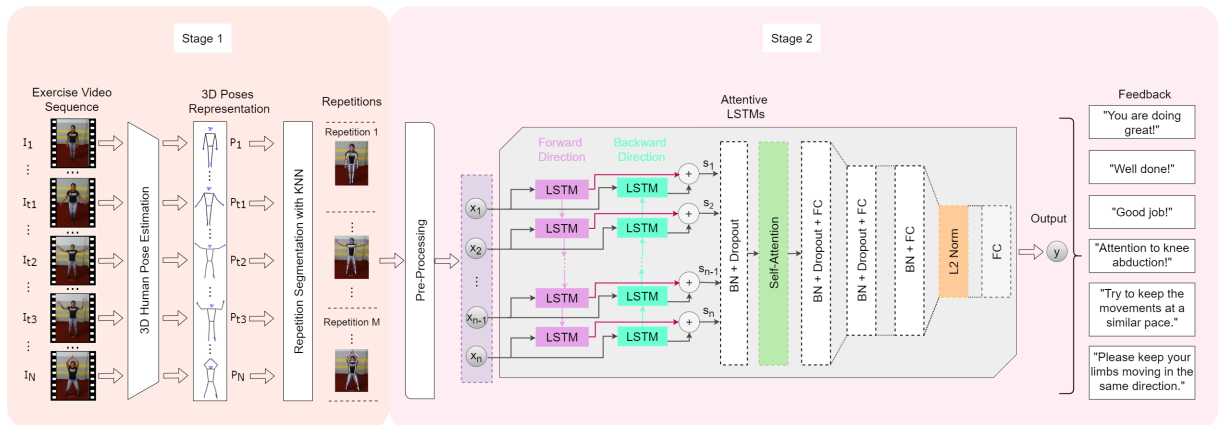 Stage 1
Stage 2
Exercise Video
Sequence
3D Poses
Representation
Repetitions
I1
It1
It2
It3
IN
3D Human Pose Estimation
P1
Pt1
Pt2
Pt3
PN
Repetition Segmentation with KNN
Repetition 1
Repetition M
Pre-Processing
x1
x2
xn-1
xn
Attentive
LSTMs
Forward
Direction
Backward
Direction
LSTM
LSTM
LSTM
LSTM
LSTM
LSTM
LSTM
LSTM
+
+
+
+
s1
s2
sn-1
sn
BN + Dropout
Self-Attention
BN + Dropout + FC
BN + Dropout + FC
BN + FC
L2 Norm
FC
Output
y
Feedback
"You are doing
great!"
"Well done!"
"Good job!"
"Attention to knee
abduction!"
"Try to keep the
movements at a
similar pace."
"Please keep your
limbs moving in the
same direction."